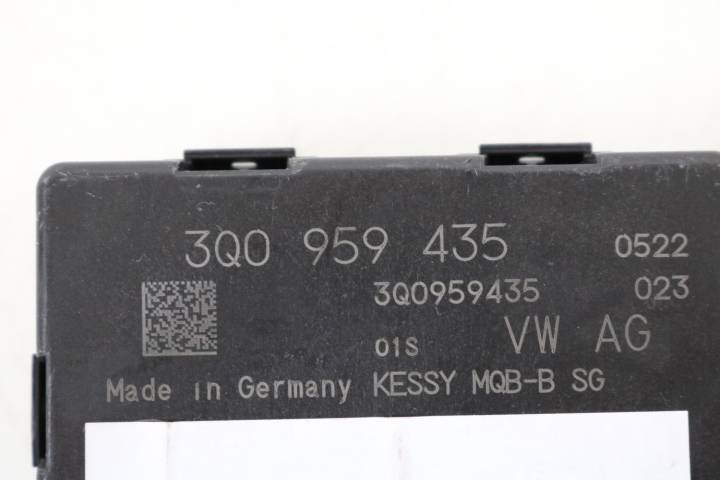 3Q0 959 435 0522
3Q0959435 023
01S VW AG
Made in Germany KESSY MQB-B SG